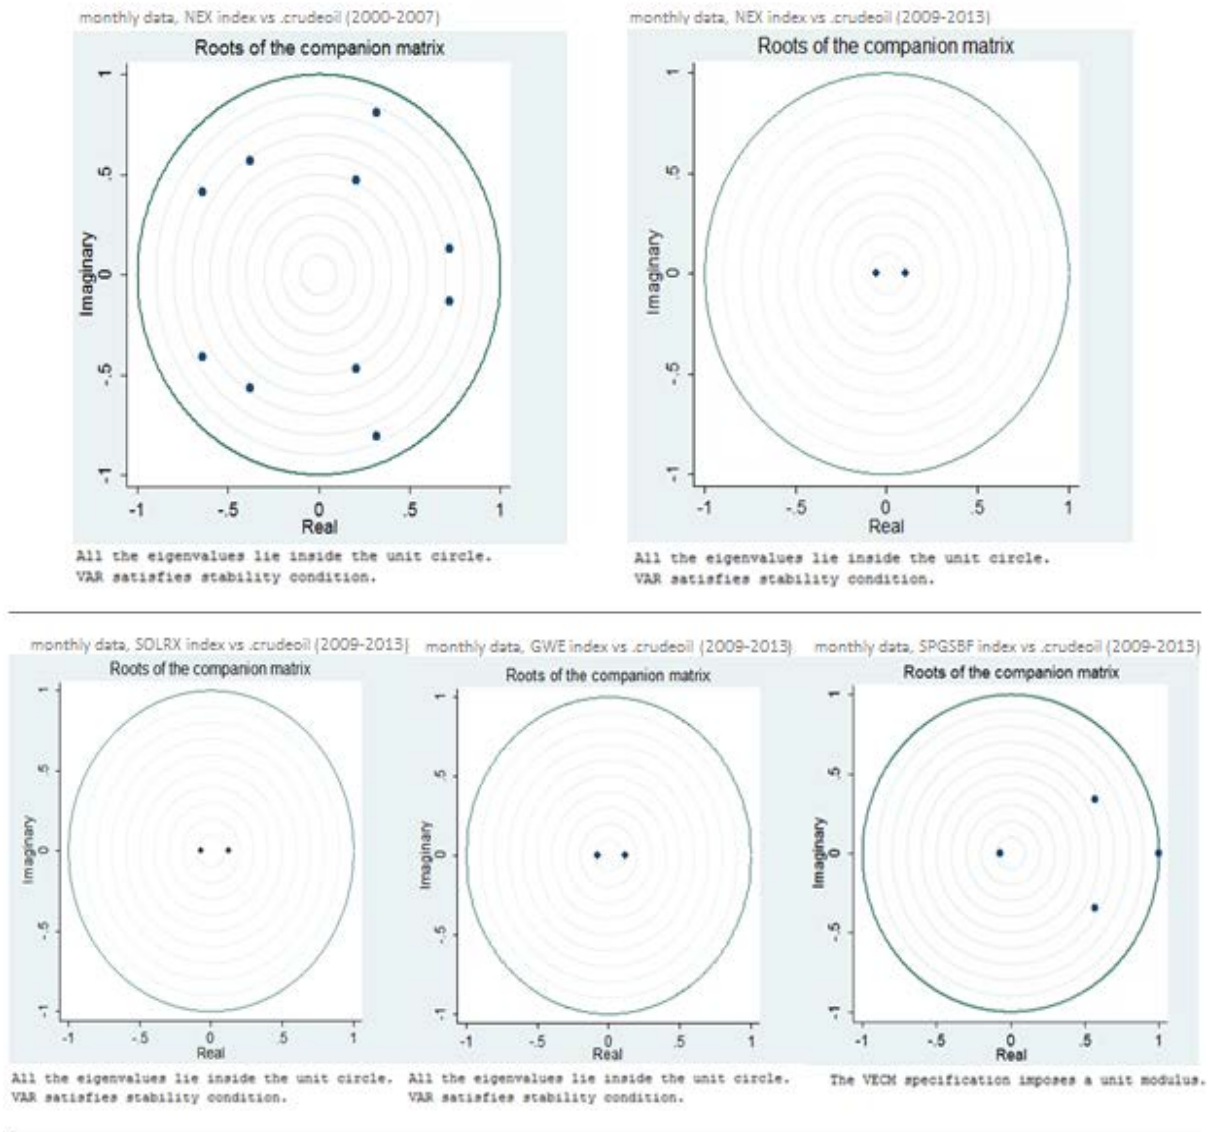 monthly data, NEX index vs .crudeoil (2000-2007)
Roots of the companion matrix
1
.5
0
-.5
-1
Imaginary
-1 -.5 0 .5 1
Real
All the eigenvalues lie inside the unit circle.
VAR satisfies stability condition.
monthly data, NEX index vs .crudeoil (2009-2013)
Roots of the companion matrix
1
.5
0
-.5
-1
Imaginary
-1 -.5 0 .5 1
Real
All the eigenvalues lie inside the unit circle.
VAR satisfies stability condition.
monthly data, SOLRX index vs .crudeoil (2009-2013)
Roots of the companion matrix
1
.5
0
-.5
-1
Imaginary
-1 -.5 0 .5 1
Real
All the eigenvalues lie inside the unit circle.
VAR satisfies stability condition.
monthly data, GWE index vs .crudeoil (2009-2013)
Roots of the companion matrix
1
.5
0
-.5
-1
Imaginary
-1 -.5 0 .5 1
Real
All the eigenvalues lie inside the unit circle.
VAR satisfies stability condition.
monthly data, SPGSBF index vs .crudeoil (2009-2013)
Roots of the companion matrix
1
.5
0
-.5
-1
Imaginary
-1 -.5 0 .5 1
Real
The VECM specification imposes a unit modulus.